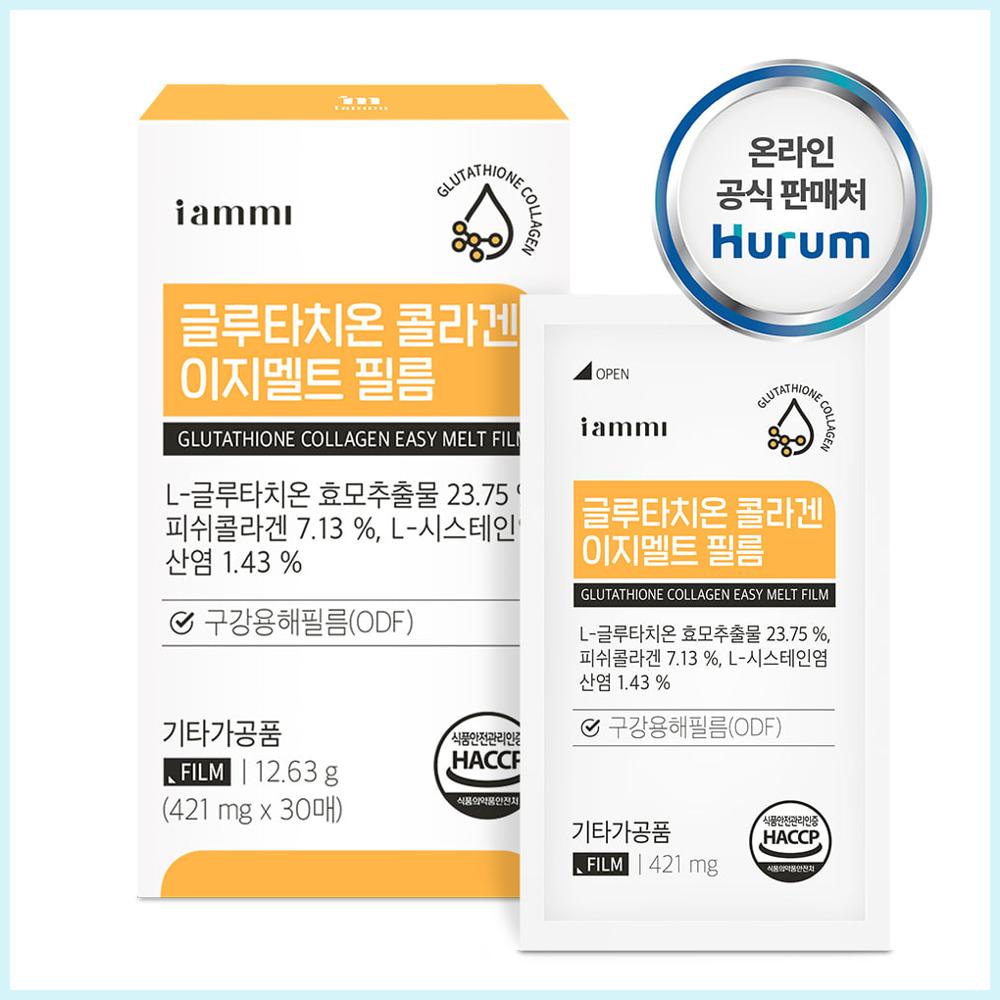 iammı
GLUTATHIONE COLLAGEN
글루타치온 콜라겐
이지멜트 필름
GLUTATHIONE COLLAGEN EASY MELT FILM
L-글루타치온 효모추출물 23.75 %
피쉬콜라겐 7.13 %, L-시스테인
산염 1.43 %
구강용해필름(ODF)
기타가공품
FILM | 12.63 g
(421 mg x 30매)
식품안전관리인증
HACCP
식품의약품안전처
온라인
공식 판매처
Hurum
OPEN
iammı
GLUTATHIONE COLLAGEN
글루타치온 콜라겐
이지멜트 필름
GLUTATHIONE COLLAGEN EASY MELT FILM
L-글루타치온 효모추출물 23.75 %,
피쉬콜라겐 7.13 %, L-시스테인염
산염 1.43 %
구강용해필름(ODF)
기타가공품
FILM | 421 mg
식품안전관리인증
HACCP
식품의약품안전처